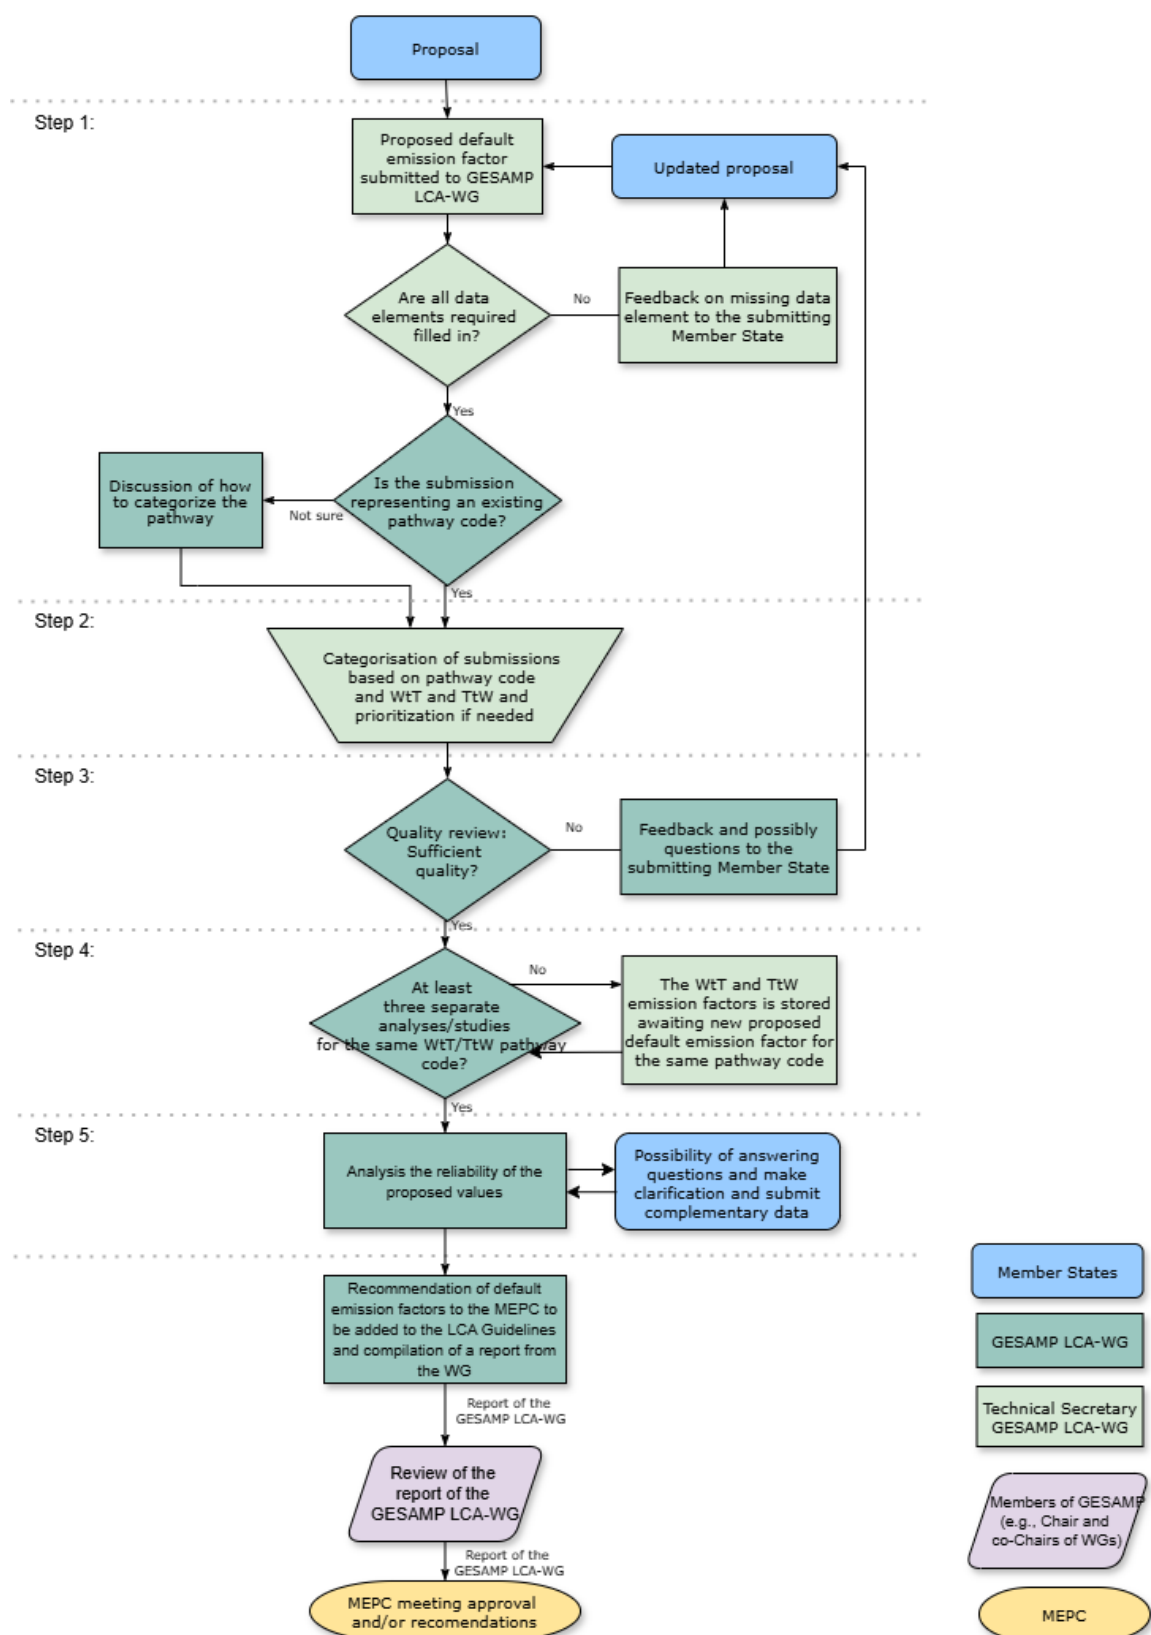 Proposal
Step 1:
Proposed default
emission factor
submitted to GESAMP
LCA-WG
Updated proposal
Are all data
elements required
filled in?
No
Feedback on missing data
element to the submitting
Member State
Yes
Is the submission
representing an existing
pathway code?
Not sure
Discussion of how
to categorize the
pathway
Yes
Step 2:
Categorisation of submissions
based on pathway code
and WtT and TtW and
prioritization if needed
Step 3:
Quality review:
Sufficient
quality?
No
Feedback and possibly
questions to the
submitting Member State
Yes
Step 4:
At least
three separate
analyses/studies
for the same WtT/TtW pathway
code?
No
The WtT and TtW
emission factors is stored
awaiting new proposed
default emission factor for
the same pathway code
Yes
Step 5:
Analysis the reliability of the
proposed values
Possibility of answering
questions and make
clarification and submit
complementary data
Recommendation of default
emission factors to the MEPC to
be added to the LCA Guidelines
and compilation of a report from
the WG
Report of the
GESAMP LCA-WG
Review of the
report of the
GESAMP LCA-WG
Report of the
GESAMP LCA-WG
MEPC meeting approval
and/or recomendations
Member States
GESAMP LCA-WG
Technical Secretary
GESAMP LCA-WG
Members of GESAMP
(e.g., Chair and
co-Chairs of WGs)
MEPC